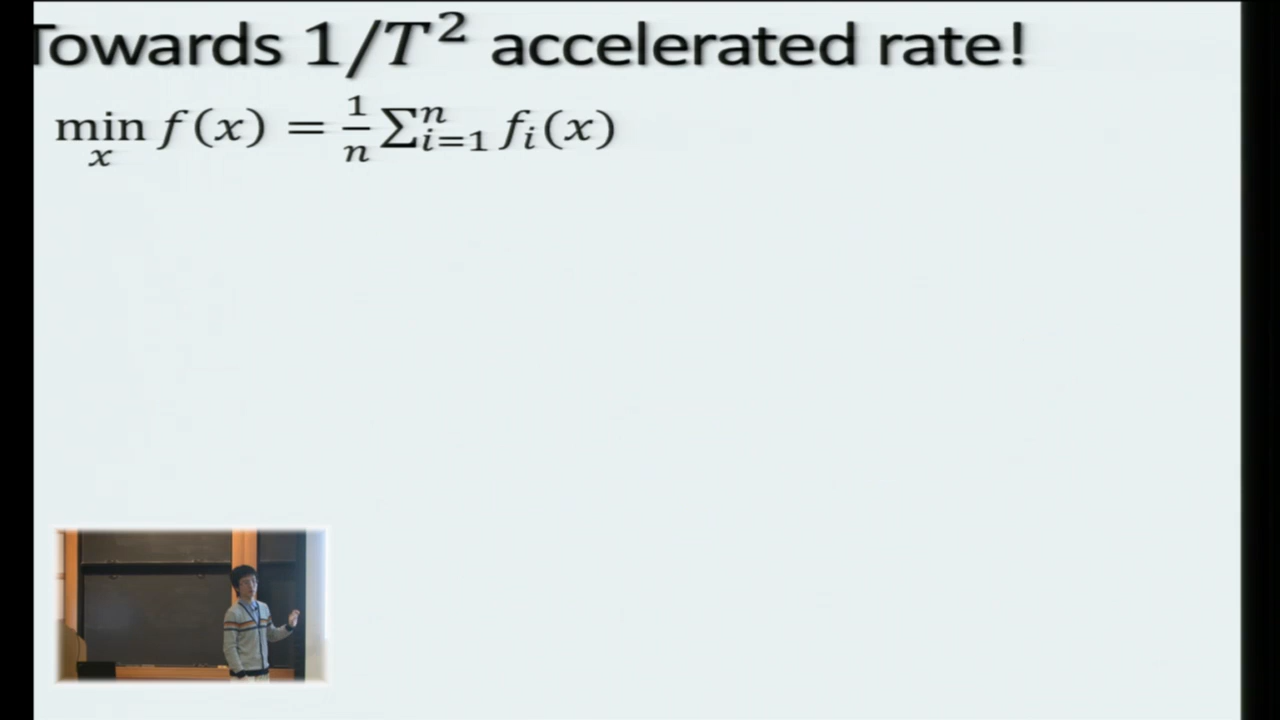 Towards 1/T² accelerated rate!
min_x f(x) = 1/n ∑_{i=1}^n f_i(x)